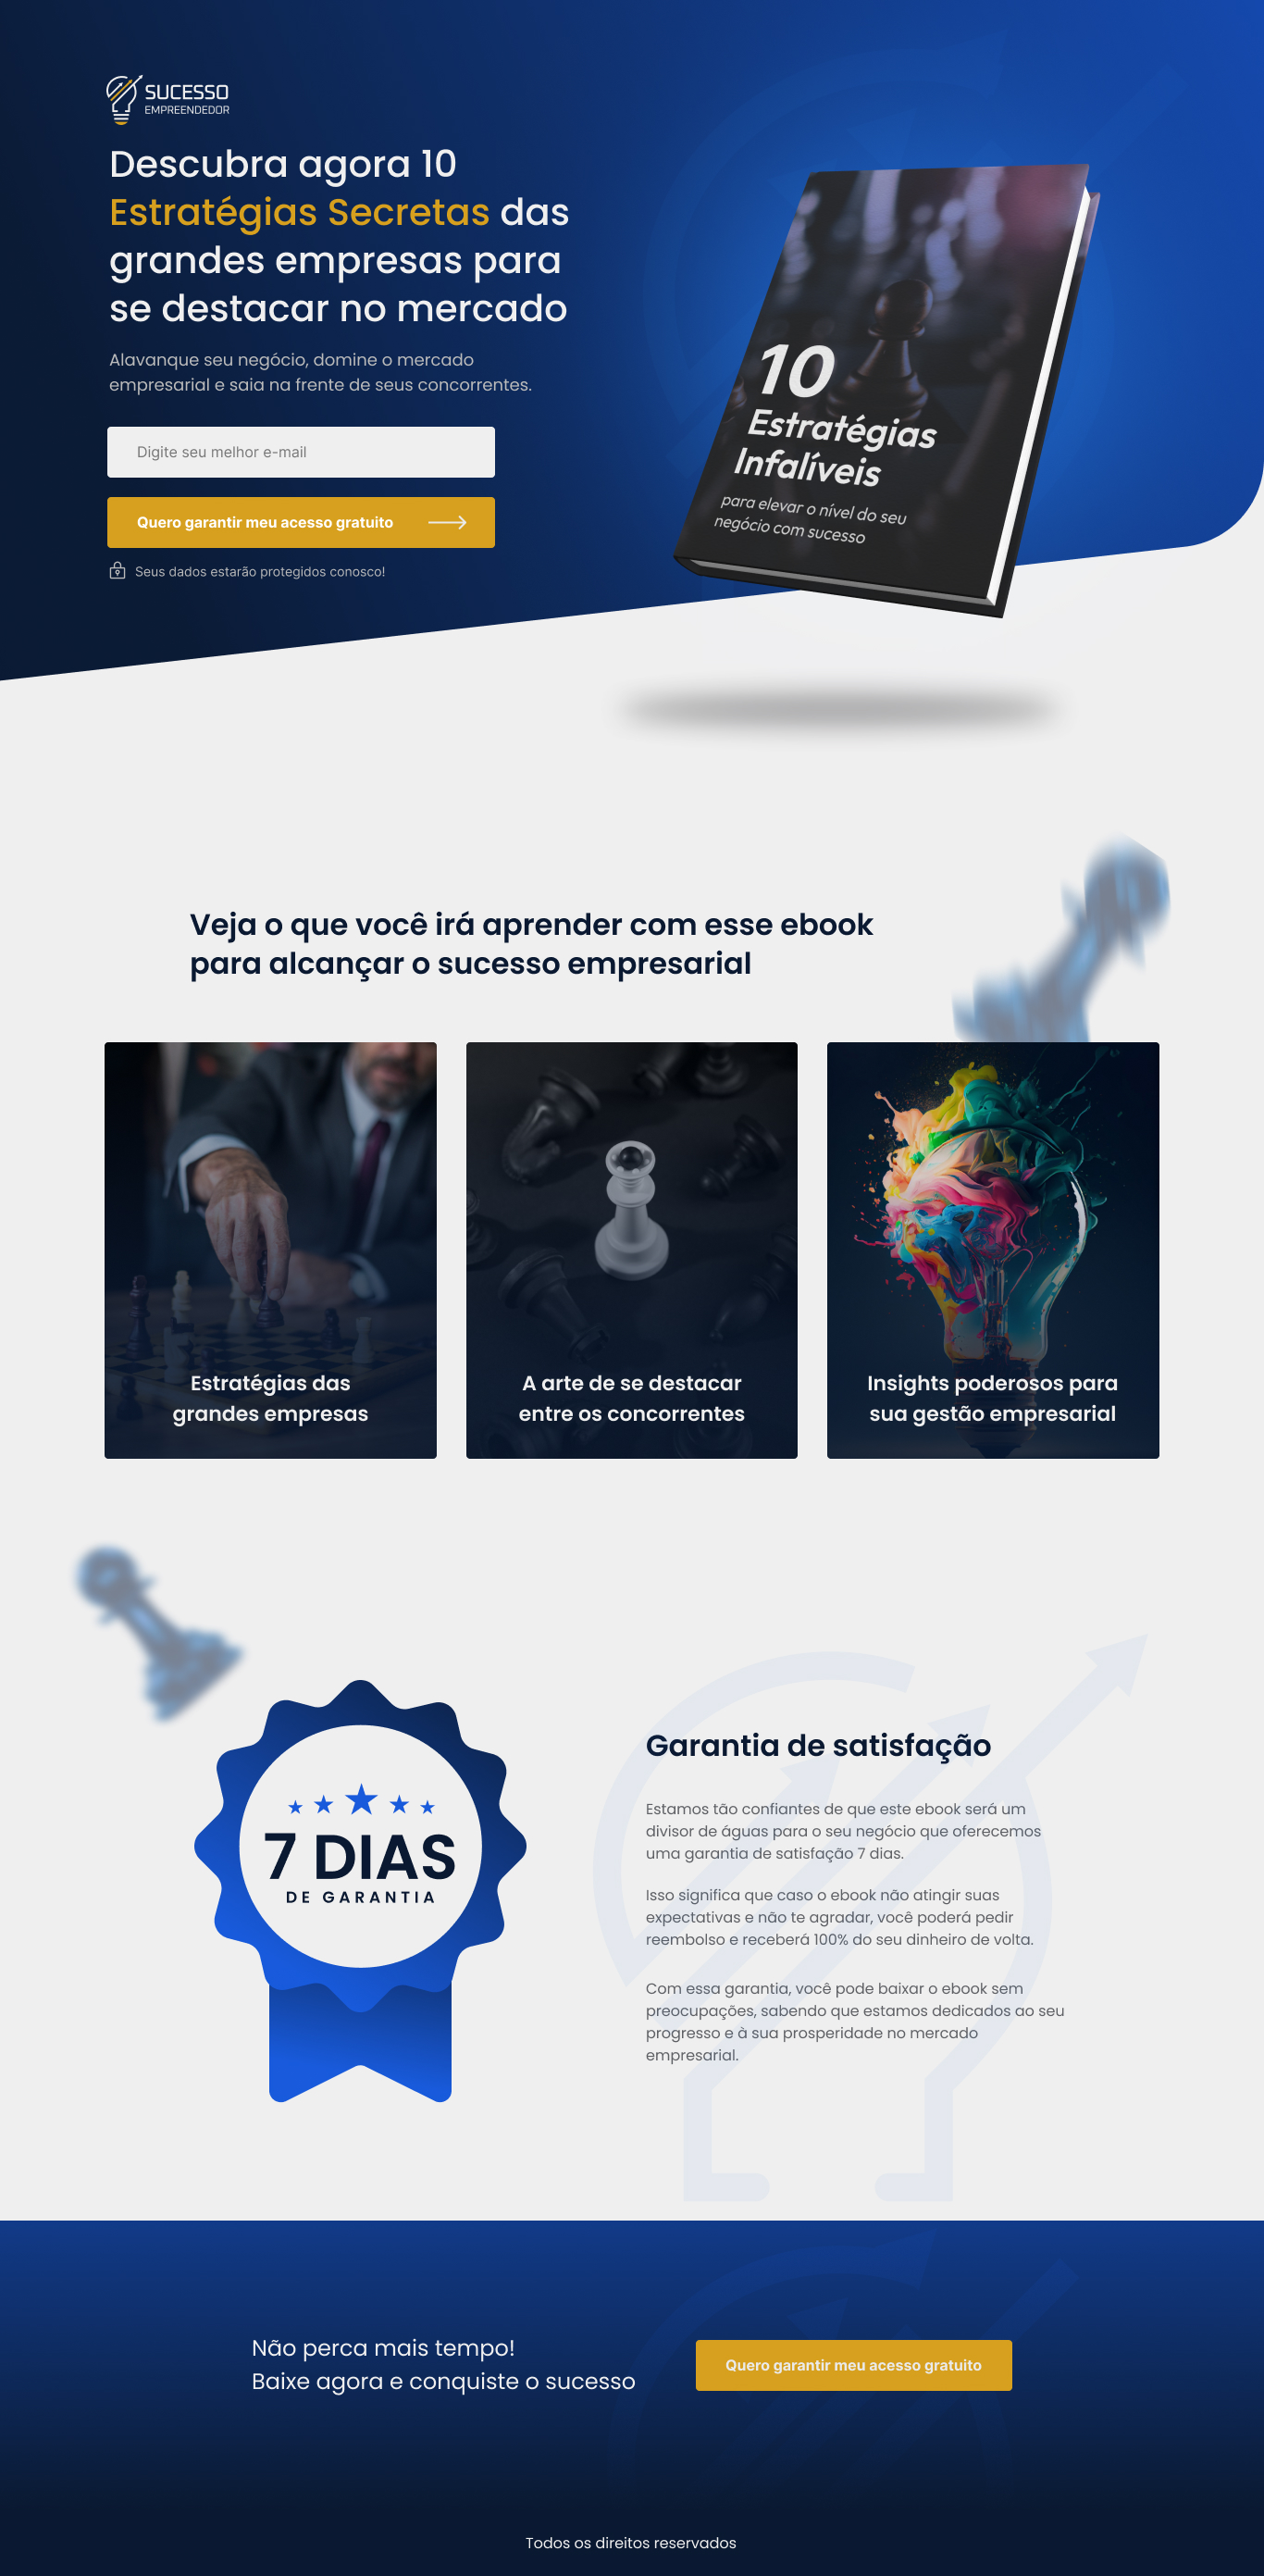 SUCESSO
EMPREENDEDOR
Descubra agora 10
Estratégias Secretas das
grandes empresas para
se destacar no mercado
Alavanque seu negócio, domine o mercado
empresarial e saia na frente de seus concorrentes.
Digite seu melhor e-mail
Quero garantir meu acesso gratuito
Seus dados estarão protegidos conosco!
10
Estratégias
Infalíveis
para elevar o nível do seu
negócio com sucesso
Veja o que você irá aprender com esse ebook
para alcançar o sucesso empresarial
Estratégias das
grandes empresas
A arte de se destacar
entre os concorrentes
Insights poderosos para
sua gestão empresarial
7 DIAS
DE GARANTIA
Garantia de satisfação
Estamos tão confiantes de que este ebook será um
divisor de águas para o seu negócio que oferecemos
uma garantia de satisfação 7 dias.
Isso significa que caso o ebook não atingir suas
expectativas e não te agradar, você poderá pedir
reembolso e receberá 100% do seu dinheiro de volta.
Com essa garantia, você pode baixar o ebook sem
preocupações, sabendo que estamos dedicados ao seu
progresso e à sua prosperidade no mercado
empresarial.
Não perca mais tempo!
Baixe agora e conquiste o sucesso
Quero garantir meu acesso gratuito
Todos os direitos reservados